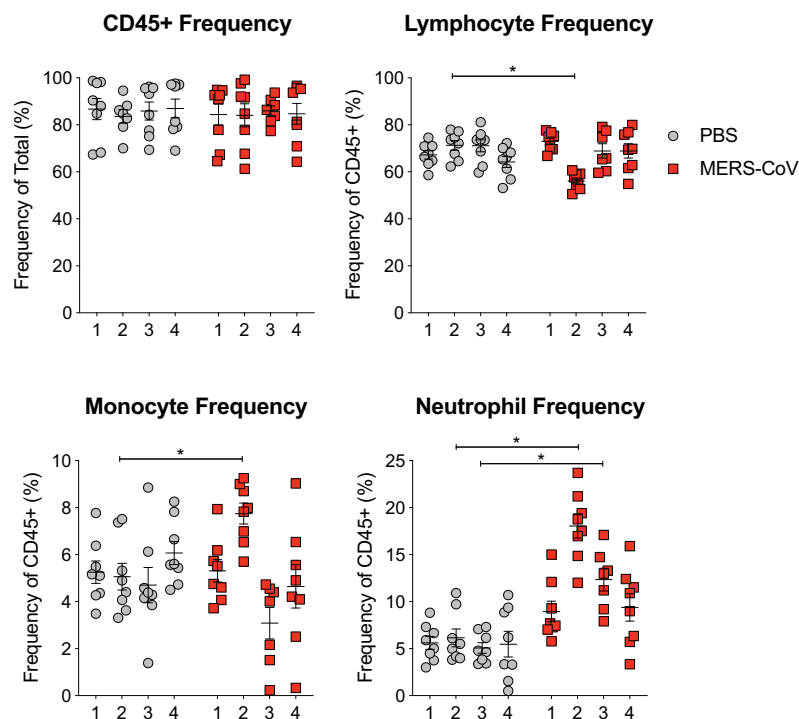 CD45+ Frequency
Frequency of Total (%)
100
80
60
40
20
0
1 2 3 4 1 2 3 4
Lymphocyte Frequency
*
Frequency of CD45+ (%)
100
80
60
40
20
0
1 2 3 4 1 2 3 4
PBS
MERS-CoV
Monocyte Frequency
*
Frequency of CD45+ (%)
10
8
6
4
2
0
1 2 3 4 1 2 3 4
Neutrophil Frequency
*
*
Frequency of CD45+ (%)
25
20
15
10
5
0
1 2 3 4 1 2 3 4